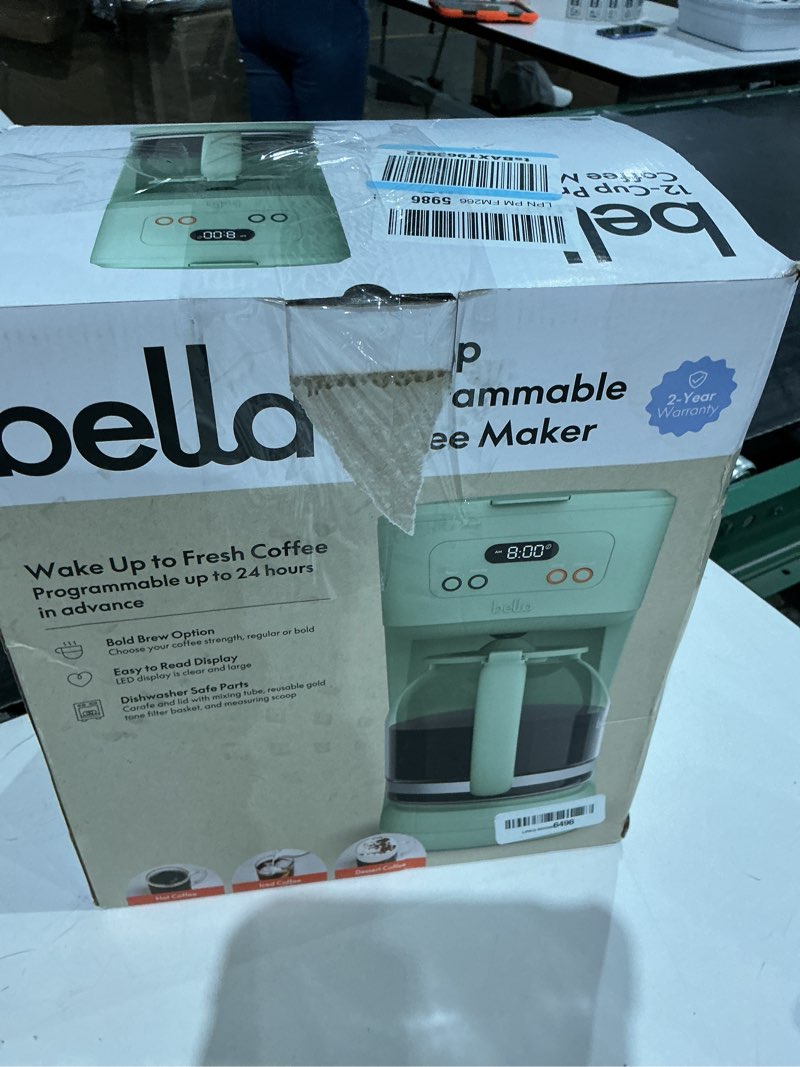 tsBAXT963932
LPN PM FM266 5986
12-Cup Pr
Coffee M
bel
8:00
bella
p
ammable
ee Maker
2-Year
Warranty
Wake Up to Fresh Coffee
Programmable up to 24 hours
in advance
Bold Brew Option
Choose your coffee strength, regular or bold
Easy to Read Display
LED display is clear and large
Dishwasher Safe Parts
Carafe and lid with mixing tube, reusable gold
tone filter basket, and measuring scoop
AM 8:00
bella
6496
Hot Coffee
Iced Coffee
Dessert Coffee